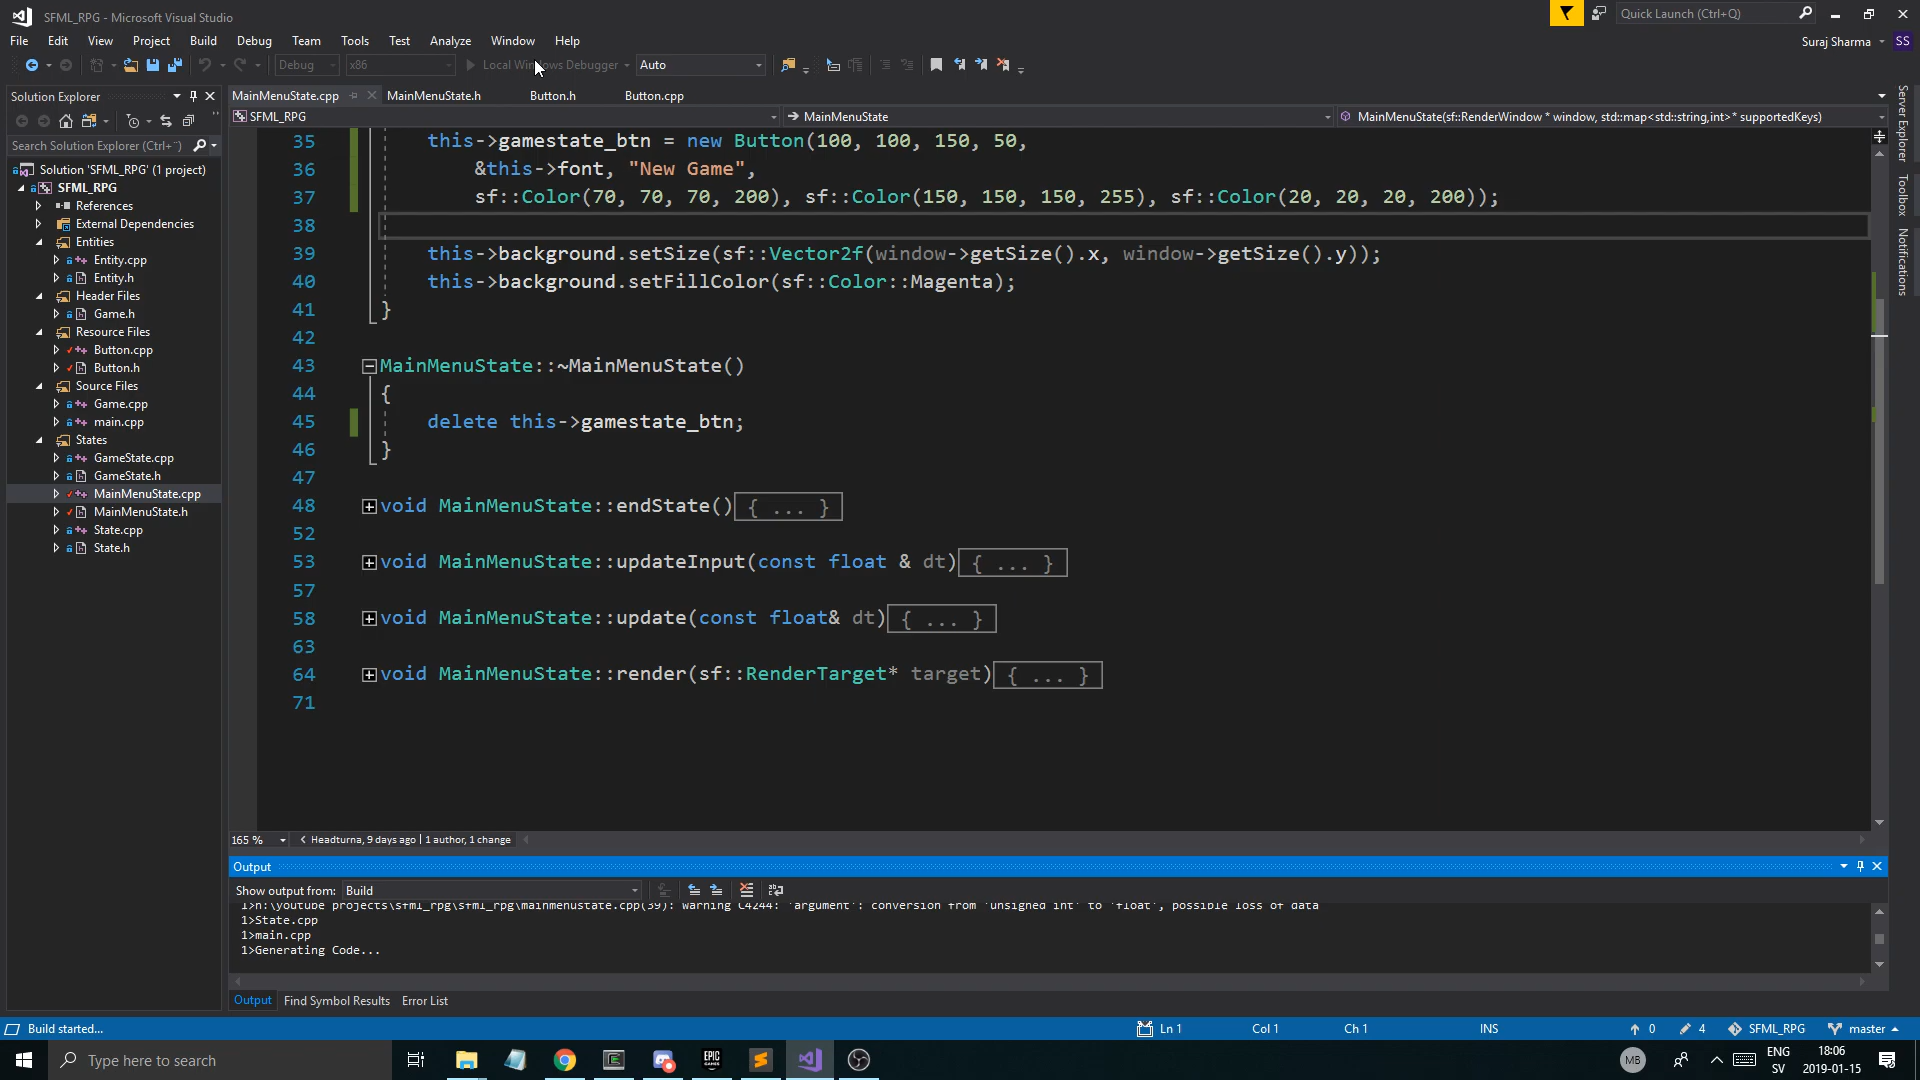 SFML_RPG - Microsoft Visual Studio
Quick Launch (Ctrl+Q)
File Edit View Project Build Debug Team Tools Test Analyze Window Help
Suraj Sharma SS
Debug x86 Local Windows Debugger Auto
Solution Explorer
Search Solution Explorer (Ctrl+¨)
Solution 'SFML_RPG' (1 project)
SFML_RPG
References
External Dependencies
Entities
Entity.cpp
Entity.h
Header Files
Game.h
Resource Files
Button.cpp
Button.h
Source Files
Game.cpp
main.cpp
States
GameState.cpp
GameState.h
MainMenuState.cpp
MainMenuState.h
State.cpp
State.h
MainMenuState.cpp MainMenuState.h Button.h Button.cpp
SFML_RPG MainMenuState MainMenuState(sf::RenderWindow * window, std::map<std::string,int>* supportedKeys)
35 this->gamestate_btn = new Button(100, 100, 150, 50,
36 &this->font, "New Game",
37 sf::Color(70, 70, 70, 200), sf::Color(150, 150, 150, 255), sf::Color(20, 20, 20, 200));
38
39 this->background.setSize(sf::Vector2f(window->getSize().x, window->getSize().y));
40 this->background.setFillColor(sf::Color::Magenta);
41 }
42
43 MainMenuState::~MainMenuState()
44 {
45 delete this->gamestate_btn;
46 }
47
48 void MainMenuState::endState(){ ... }
52
53 void MainMenuState::updateInput(const float & dt){ ... }
57
58 void MainMenuState::update(const float& dt){ ... }
63
64 void MainMenuState::render(sf::RenderTarget* target){ ... }
71
165 % Headturna, 9 days ago | 1 author, 1 change
Output
Show output from: Build
1>h:\youtube projects\sfml_rpg\sfml_rpg\mainmenustate.cpp(39): warning C4244: 'argument': conversion from 'unsigned int' to 'float', possible loss of data
1>State.cpp
1>main.cpp
1>Generating Code...
Output Find Symbol Results Error List
Server Explorer
Toolbox
Notifications
Build started... Ln 1 Col 1 Ch 1 INS 0 4 SFML_RPG master
Type here to search
EPIC GAMES
MB
ENG
SV
18:06
2019-01-15